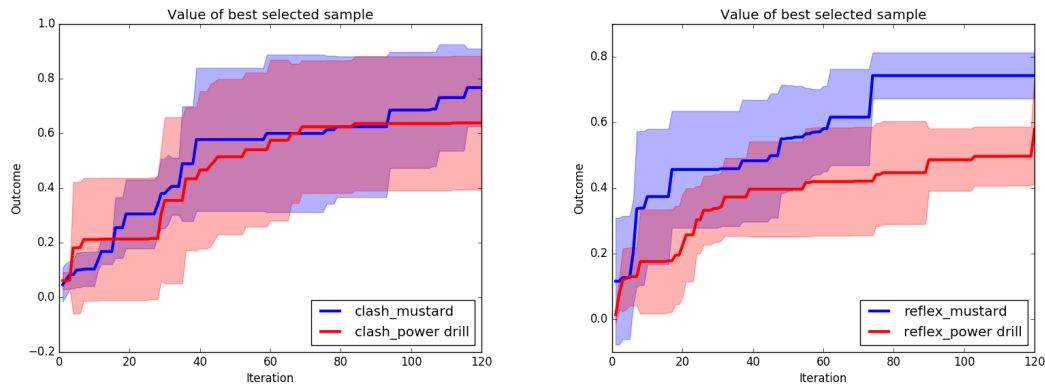 Value of best selected sample
1.0
0.8
0.6
0.4
0.2
0.0
−0.2
Outcome
0 20 40 60 80 100 120
Iteration
clash_mustard
clash_power drill
Value of best selected sample
0.8
0.6
0.4
0.2
0.0
Outcome
0 20 40 60 80 100 120
Iteration
reflex_mustard
reflex_power drill